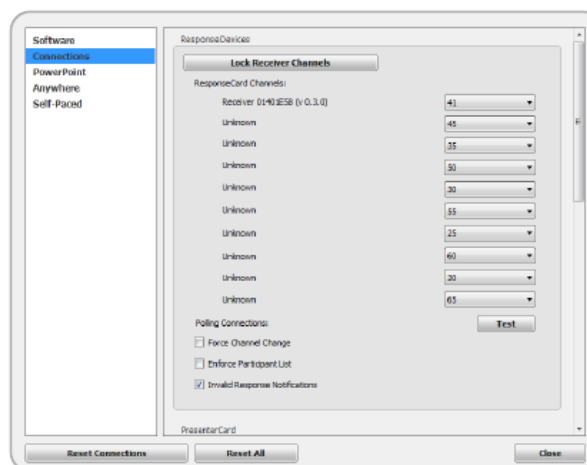 Software
Connections
PowerPoint
Anywhere
Self-Paced
ResponseDevices
Lock Receiver Channels
ResponseCard Channels:
Receiver 01401E5B (v 0.3.0) 41
Unknown 45
Unknown 35
Unknown 50
Unknown 30
Unknown 55
Unknown 25
Unknown 60
Unknown 20
Unknown 65
Polling Connections: Test
Force Channel Change
Enforce Participant List
Invalid Response Notifications
PresenterCard
Reset Connections Reset All Close